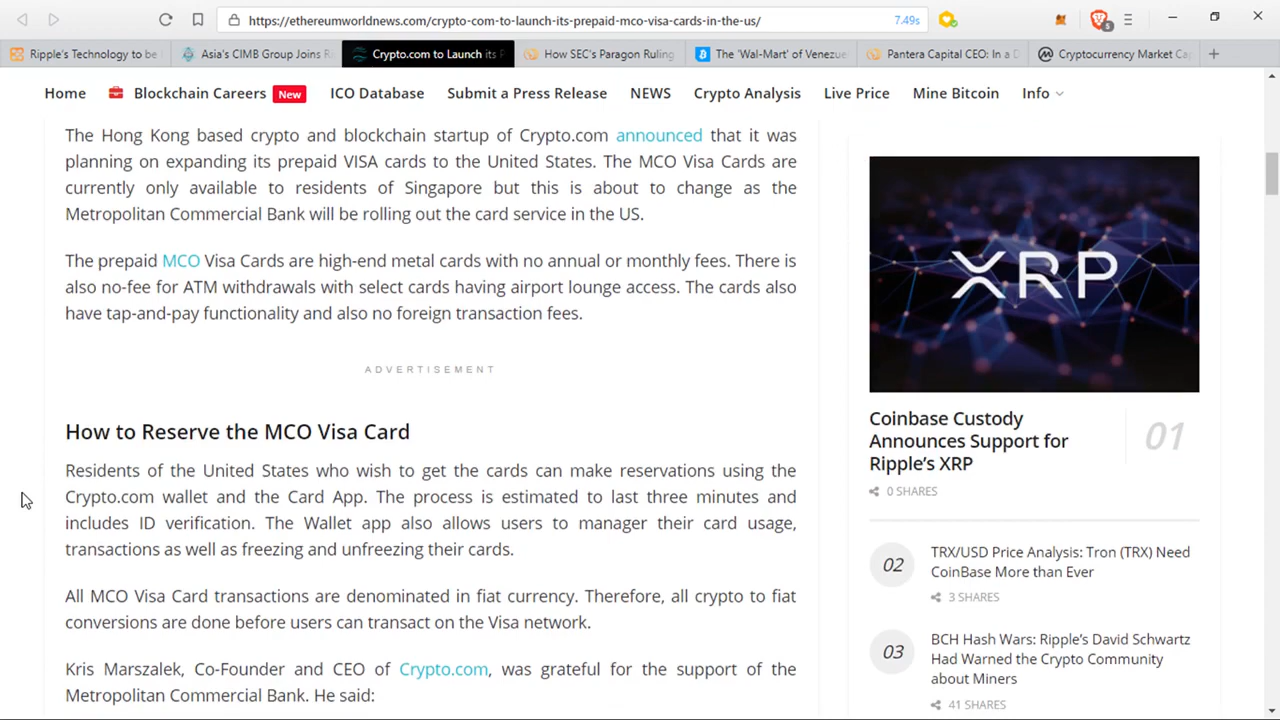 https://ethereumworldnews.com/crypto-com-to-launch-its-prepaid-mco-visa-cards-in-the-us/
7.49s
5
Ripple's Technology to be
Asia's CIMB Group Joins R
Crypto.com to Launch its P
How SEC's Paragon Ruling
The 'Wal-Mart' of Venezue
Pantera Capital CEO: In a D
Cryptocurrency Market Ca
Home
Blockchain Careers New
ICO Database
Submit a Press Release
NEWS
Crypto Analysis
Live Price
Mine Bitcoin
Info
The Hong Kong based crypto and blockchain startup of Crypto.com announced that it was
planning on expanding its prepaid VISA cards to the United States. The MCO Visa Cards are
currently only available to residents of Singapore but this is about to change as the
Metropolitan Commercial Bank will be rolling out the card service in the US.
The prepaid MCO Visa Cards are high-end metal cards with no annual or monthly fees. There is
also no-fee for ATM withdrawals with select cards having airport lounge access. The cards also
have tap-and-pay functionality and also no foreign transaction fees.
ADVERTISEMENT
How to Reserve the MCO Visa Card
Residents of the United States who wish to get the cards can make reservations using the
Crypto.com wallet and the Card App. The process is estimated to last three minutes and
includes ID verification. The Wallet app also allows users to manager their card usage,
transactions as well as freezing and unfreezing their cards.
All MCO Visa Card transactions are denominated in fiat currency. Therefore, all crypto to fiat
conversions are done before users can transact on the Visa network.
Kris Marszalek, Co-Founder and CEO of Crypto.com, was grateful for the support of the
Metropolitan Commercial Bank. He said:
XRP
Coinbase Custody
Announces Support for
Ripple's XRP
01
0 SHARES
02
TRX/USD Price Analysis: Tron (TRX) Need
CoinBase More than Ever
3 SHARES
03
BCH Hash Wars: Ripple's David Schwartz
Had Warned the Crypto Community
about Miners
41 SHARES